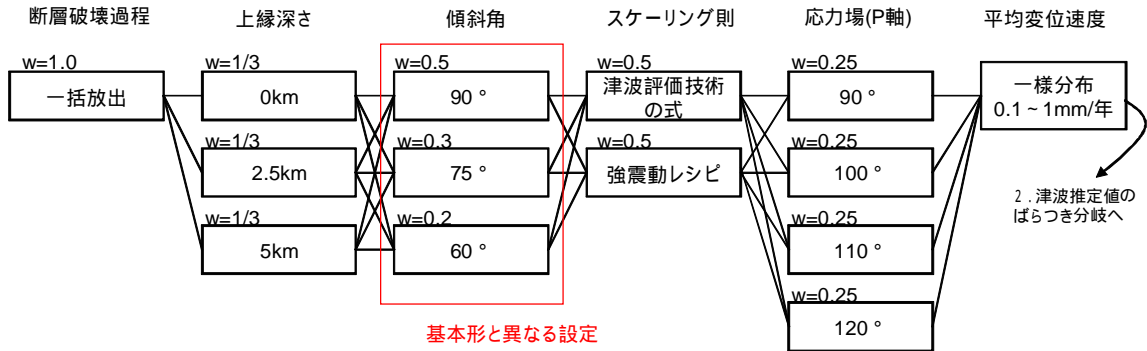 断層破壊過程
上縁深さ
傾斜角
スケーリング則
応力場(P軸)
平均変位速度
w=1.0
一括放出
w=1/3
0km
w=1/3
2.5km
w=1/3
5km
w=0.5
90 °
w=0.3
75 °
w=0.2
60 °
w=0.5
津波評価技術
の式
w=0.5
強震動レシピ
w=0.25
90 °
w=0.25
100 °
w=0.25
110 °
w=0.25
120 °
一様分布
0.1 ~ 1mm/年
2 . 津波推定値の
ばらつき分岐へ
基本形と異なる設定